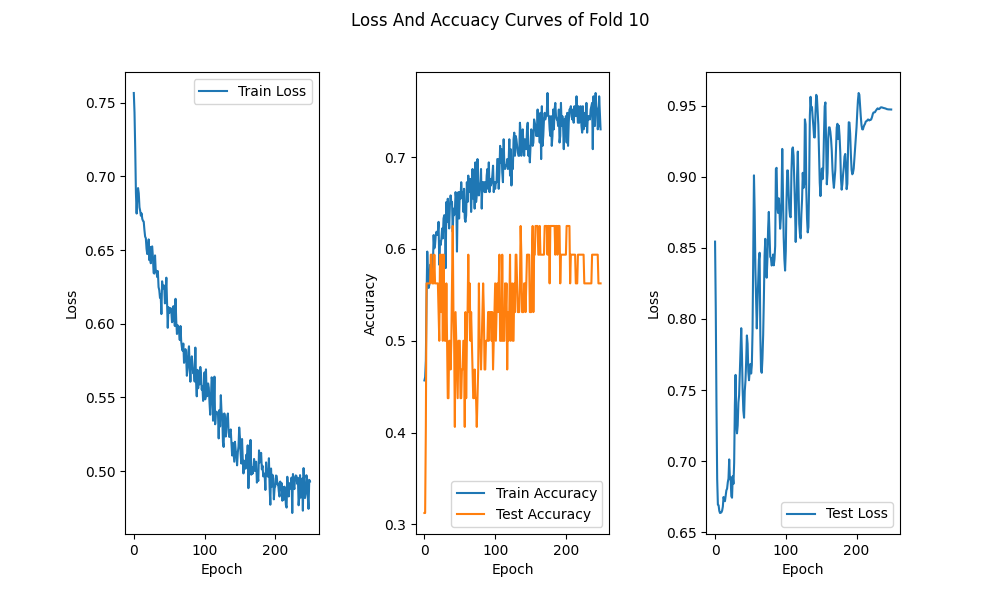 Loss And Accuacy Curves of Fold 10
Train Loss
0.75
0.70
0.65
0.60
0.55
0.50
Loss
0
100
200
Epoch
0.7
0.6
0.5
0.4
0.3
Accuracy
Train Accuracy
Test Accuracy
0
100
200
Epoch
0.95
0.90
0.85
0.80
0.75
0.70
0.65
Loss
Test Loss
0
100
200
Epoch